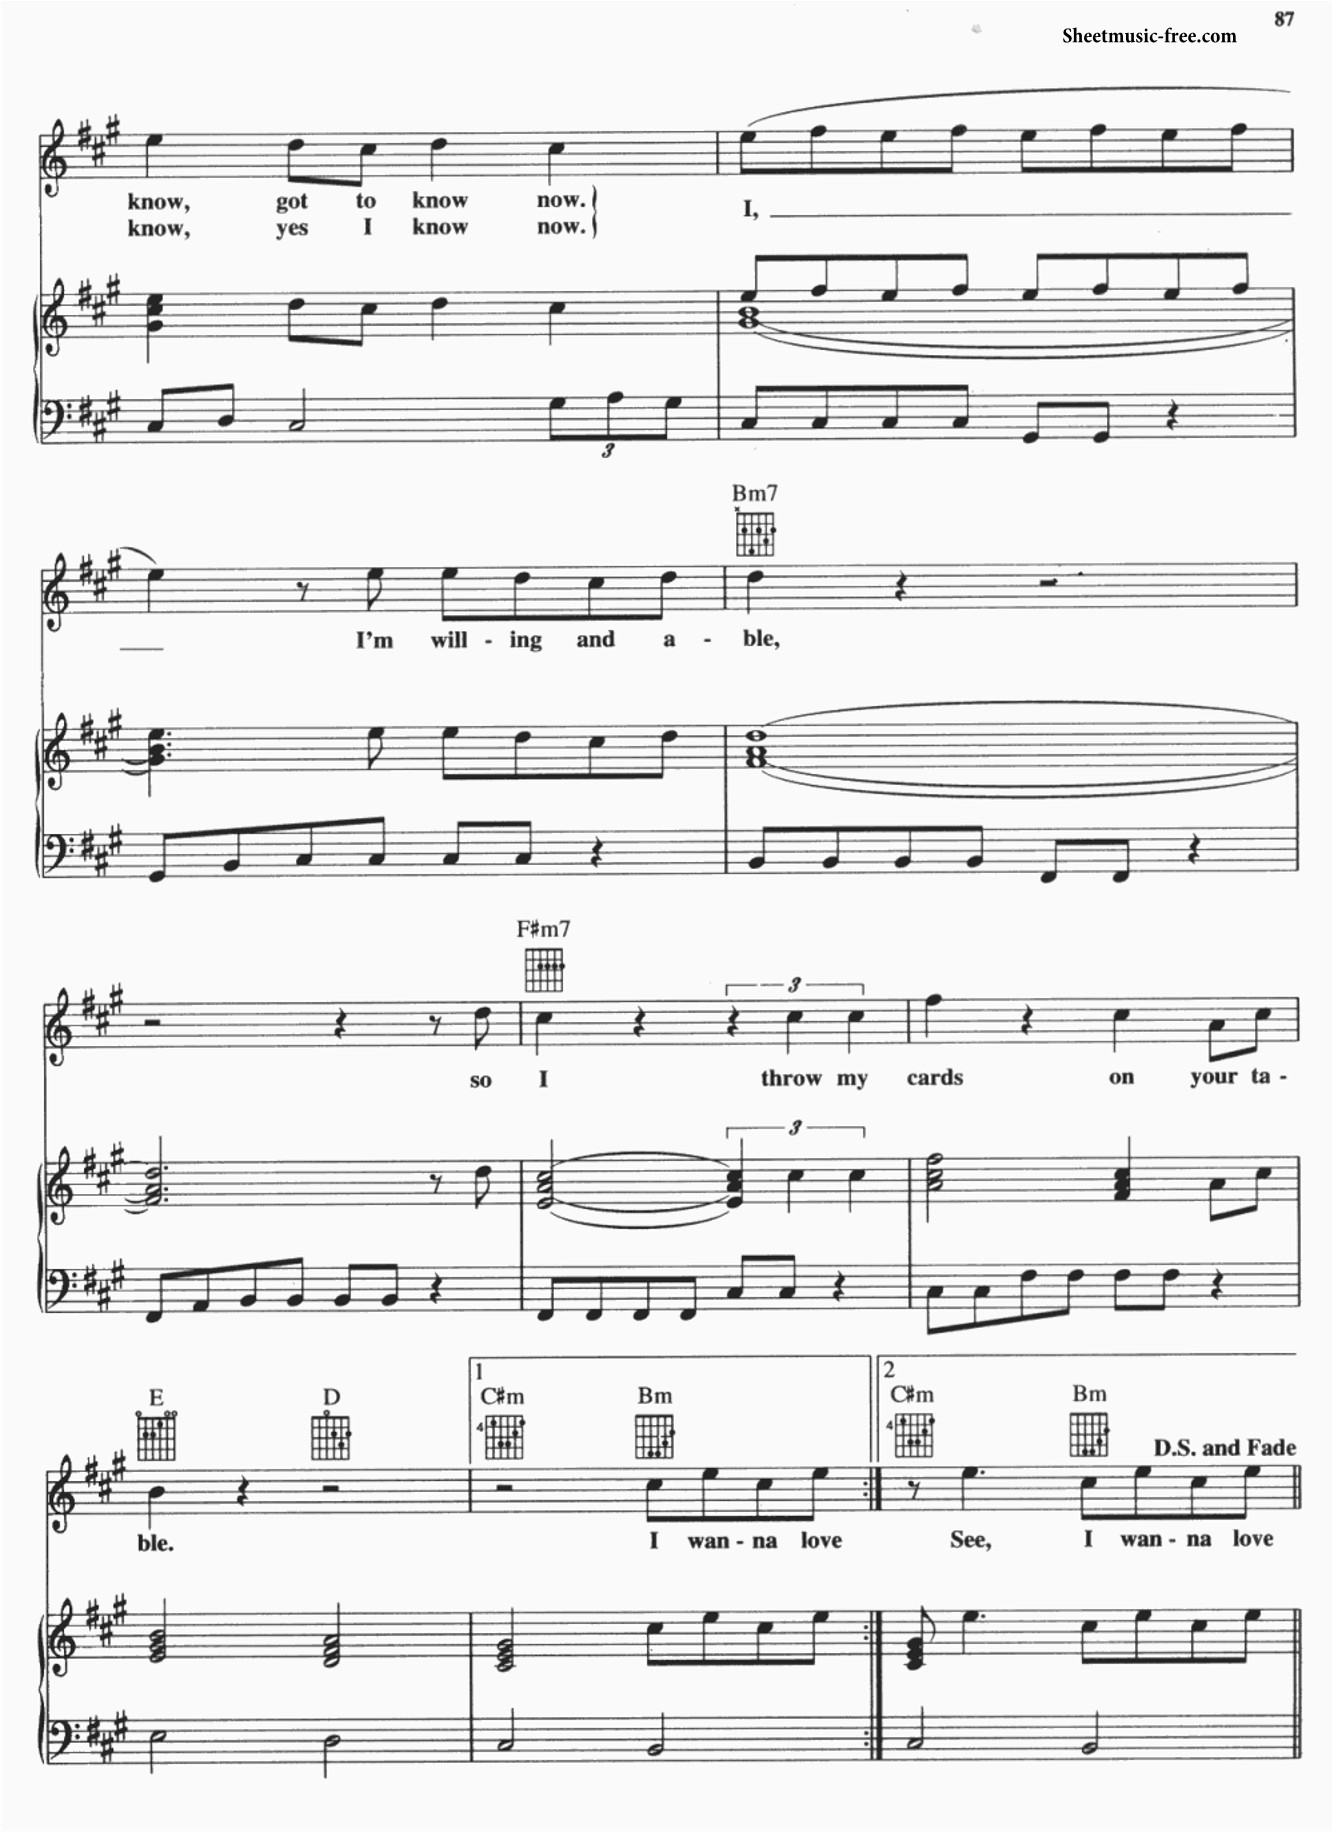 87
Sheetmusic-free.com
know, got to know now.
know, yes I know now.
I,
3
Bm7
I'm will - ing and a - ble,
F#m7
3
so I throw my cards on your ta -
3
E D 1 C#m Bm 2 C#m Bm
4 4
D.S. and Fade
ble. I wan - na love See, I wan - na love